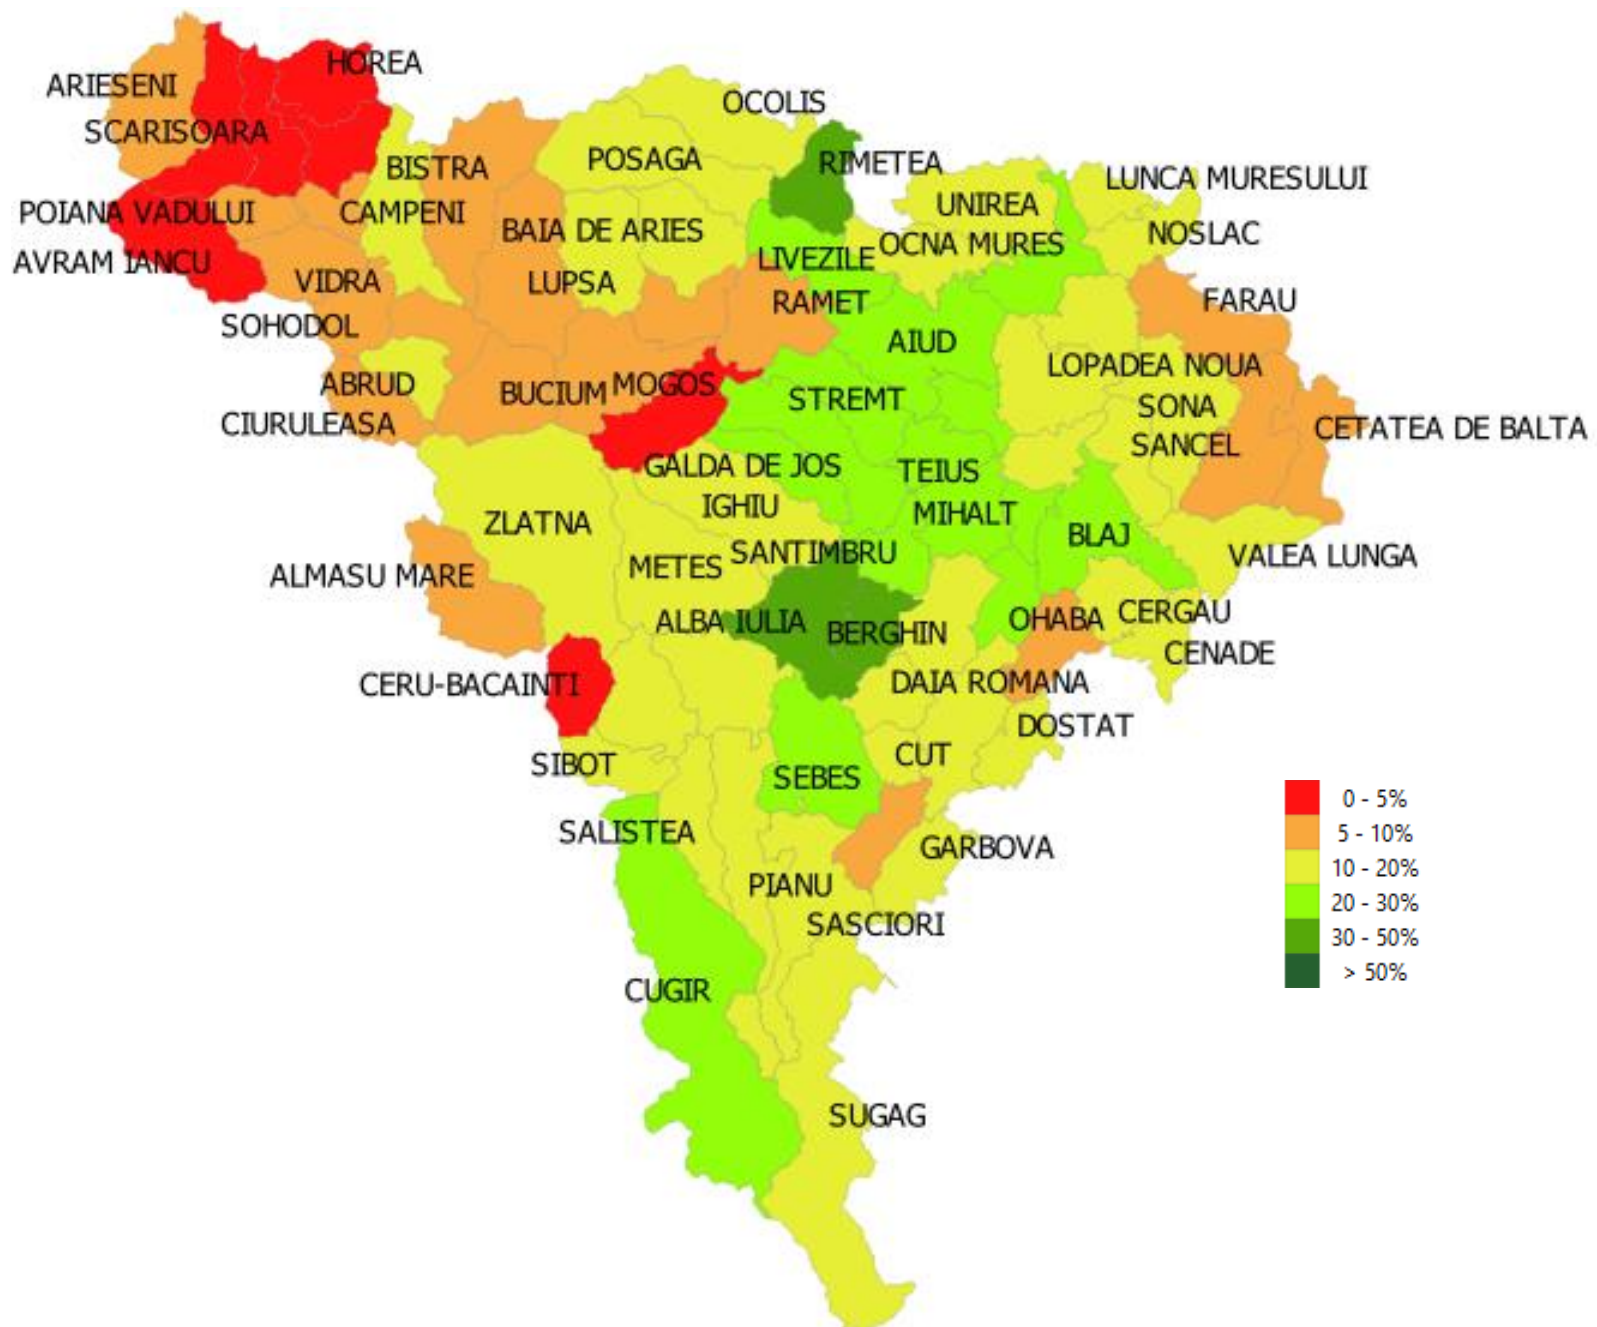 HOREA
ARIESENI
OCOLIS
SCARISOARA
POSAGA
RIMETEA
BISTRA
LUNCA MURESULUI
UNIREA
POIANA VADULUI
CAMPENI
BAIA DE ARIES
NOSLAC
OCNA MURES
AVRAM IANCU
LIVEZILE
VIDRA
LUPSA
RAMET
FARAU
SOHODOL
AIUD
LOPADEA NOUA
ABRUD
BUCIUM
MOGOS
STREMT
SONA
CIURULEASA
CETATEA DE BALTA
SANCEL
GALDA DE JOS
TEIUS
IGHIU
MIHALT
ZLATNA
BLAJ
SANTIMBRU
VALEA LUNGA
METES
ALMASU MARE
CERGAU
ALBA IULIA
OHABA
BERGHIN
CENADE
CERU-BACAINTI
DAIA ROMANA
DOSTAT
CUT
SIBOT
SEBES
SALISTEA
GARBOVA
PIANU
SASCIORI
CUGIR
SUGAG
0 - 5%
5 - 10%
10 - 20%
20 - 30%
30 - 50%
> 50%